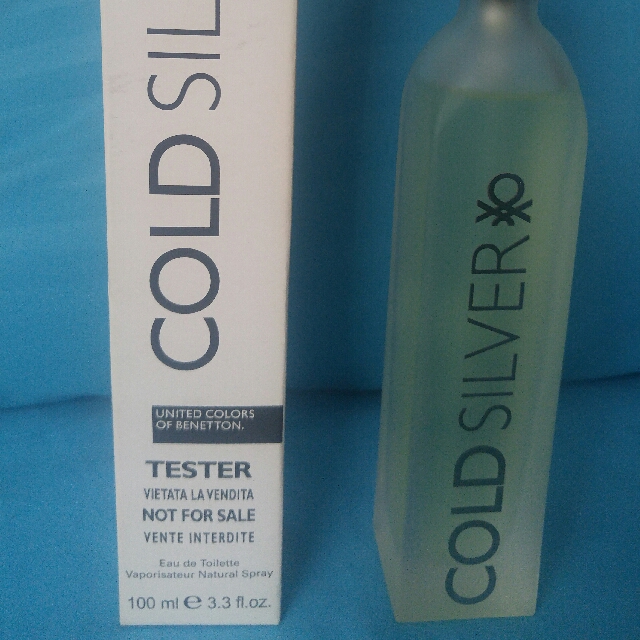 COLD SIL
UNITED COLORS
OF BENETTON.
TESTER
VIETATA LA VENDITA
NOT FOR SALE
VENTE INTERDITE
Eau de Toilette
Vaporisateur Natural Spray
100 ml e 3.3 fl.oz.
COLD SILVER